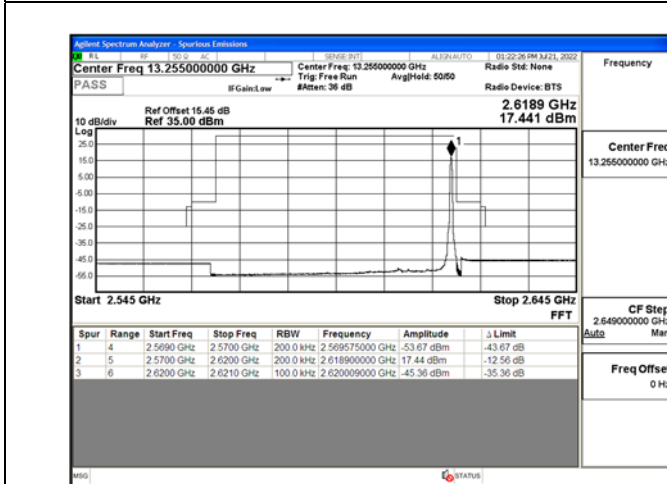 Agilent Spectrum Analyzer - Spurious Emissions
RL RF 50 Ω AC SENSE:INT ALIGNAUTO 01:22:26 PM Jul 21, 2022
Center Freq 13.255000000 GHz Center Freq: 13.255000000 GHz Radio Std: None
Trig: Free Run Avg|Hold: 50/50
PASS IFGain:Low #Atten: 36 dB Radio Device: BTS
Frequency
Ref Offset 15.45 dB 2.6189 GHz
10 dB/div Ref 35.00 dBm 17.441 dBm
Log
25.0
15.0
5.00
-5.00
-15.0
-25.0
-35.0
-45.0
-55.0
1
Center Freq
13.255000000 GHz
Start 2.545 GHz Stop 2.645 GHz
FFT
CF Step
2.649000000 GHz
Auto Man
Spur Range Start Freq Stop Freq RBW Frequency Amplitude Δ Limit
1 4 2.5690 GHz 2.5700 GHz 200.0 kHz 2.569575000 GHz -53.67 dBm -43.67 dB
2 5 2.5700 GHz 2.6200 GHz 200.0 kHz 2.618900000 GHz 17.44 dBm -12.56 dB
3 6 2.6200 GHz 2.6210 GHz 100.0 kHz 2.620009000 GHz -45.36 dBm -35.36 dB
Freq Offset
0 Hz
MSG STATUS